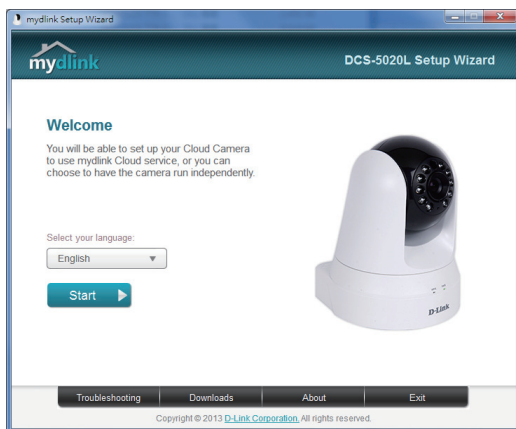 mydlink Setup Wizard
mydlink
DCS-5020L Setup Wizard
Welcome
You will be able to set up your Cloud Camera
to use mydlink Cloud service, or you can
choose to have the camera run independently.
Select your language:
English
Start
D-Link
Troubleshooting
Downloads
About
Exit
Copyright © 2013 D-Link Corporation. All rights reserved.